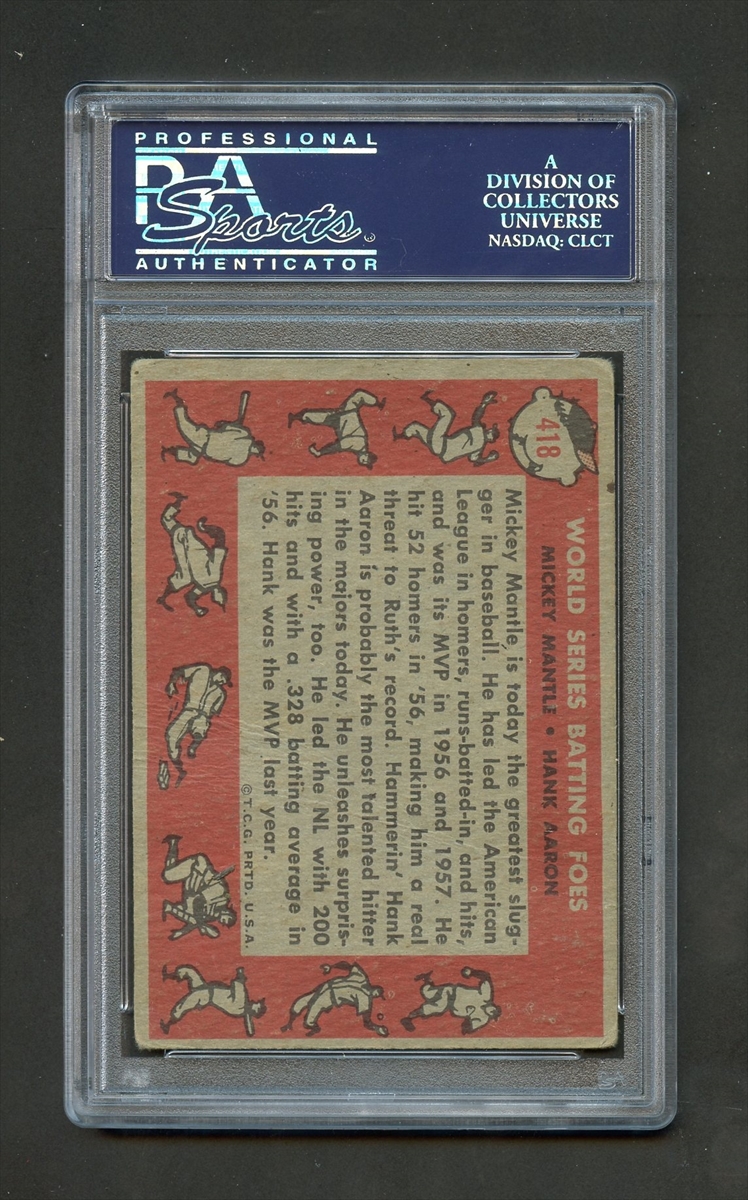 PROFESSIONAL
PSA
Sports
AUTHENTICATOR
A
DIVISION OF
COLLECTORS
UNIVERSE
NASDAQ: CLCT
418
WORLD SERIES BATTING FOES
MICKEY MANTLE • HANK AARON
Mickey Mantle, is today the greatest slug-
ger in baseball. He has led the American
League in homers, runs-batted-in, and hits,
and was its MVP in 1956 and 1957. He
hit 52 homers in '56, making him a real
threat to Ruth's record. Hammerin' Hank
Aaron is probably the most talented hitter
in the majors today. He unleashes surpris-
ing power, too. He led the NL with 200
hits and with a .328 batting average in
'56. Hank was the MVP last year.
©T.C.G. PRTD. U.S.A.